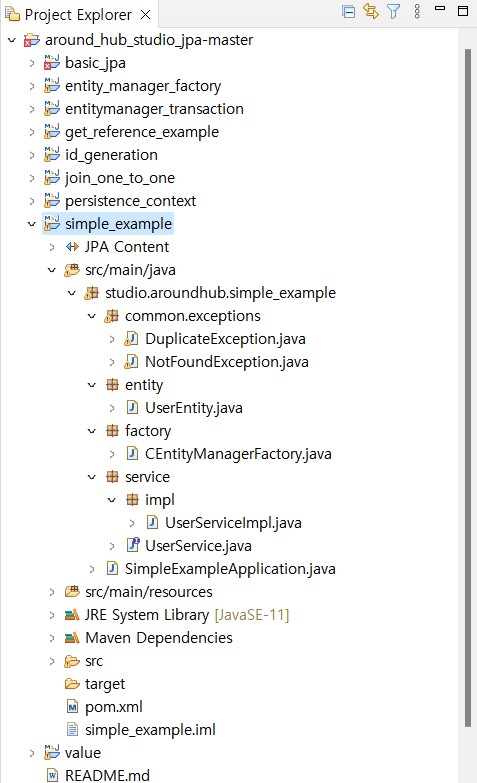 Project Explorer
around_hub_studio_jpa-master
basic_jpa
entity_manager_factory
entitymanager_transaction
get_reference_example
id_generation
join_one_to_one
persistence_context
simple_example
JPA Content
src/main/java
studio.aroundhub.simple_example
common.exceptions
DuplicateException.java
NotFoundException.java
entity
UserEntity.java
factory
CEntityManagerFactory.java
service
impl
UserServiceImpl.java
UserService.java
SimpleExampleApplication.java
src/main/resources
JRE System Library [JavaSE-11]
Maven Dependencies
src
target
pom.xml
simple_example.iml
value
README.md